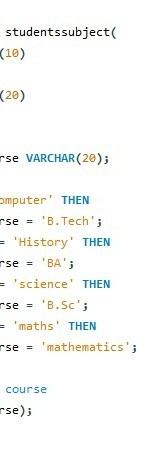 studentssubject(
(10)
(20)
rse VARCHAR(20);
omputer' THEN
rse = 'B.Tech';
= 'History' THEN
rse = 'BA';
= 'science' THEN
rse = 'B.Sc';
= 'maths' THEN
rse = 'mathematics';
course
rse);